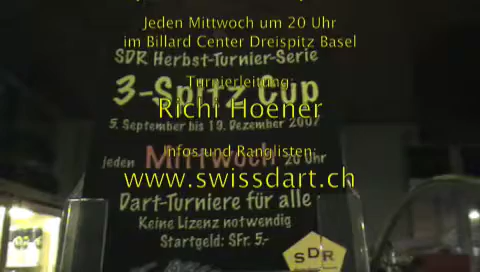 Jeden Mittwoch um 20 Uhr
im Billard Center Dreispitz Basel
SDR Herbst-Turnier-Serie
Turnierleitung:
3-Spitz Cup
Richi Hoener
5. September bis 19. Dezember 2007
Infos und Ranglisten:
jeden Mittwoch 20 Uhr
www.swissdart.ch
Dart-Turniere für alle
Keine Lizenz notwendig
Startgeld: SFr. 5.-
SDR